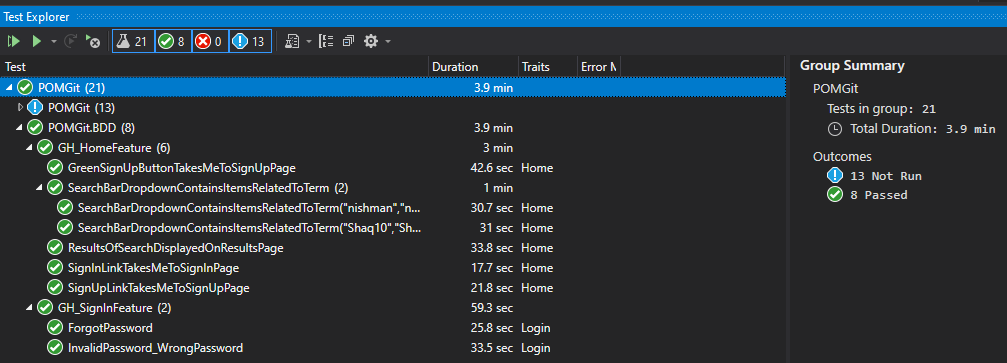 Test Explorer
21 8 0 13
Test Duration Traits Error M
POMGit (21) 3.9 min
POMGit (13)
POMGit.BDD (8) 3.9 min
GH_HomeFeature (6) 3 min
GreenSignUpButtonTakesMeToSignUpPage 42.6 sec Home
SearchBarDropdownContainsItemsRelatedToTerm (2) 1 min
SearchBarDropdownContainsItemsRelatedToTerm("nishman","n... 30.7 sec Home
SearchBarDropdownContainsItemsRelatedToTerm("Shaq10","Sh... 31 sec Home
ResultsOfSearchDisplayedOnResultsPage 33.8 sec Home
SignInLinkTakesMeToSignInPage 17.7 sec Home
SignUpLinkTakesMeToSignUpPage 21.8 sec Home
GH_SignInFeature (2) 59.3 sec
ForgotPassword 25.8 sec Login
InvalidPassword_WrongPassword 33.5 sec Login
Group Summary
POMGit
Tests in group: 21
Total Duration: 3.9 min
Outcomes
13 Not Run
8 Passed